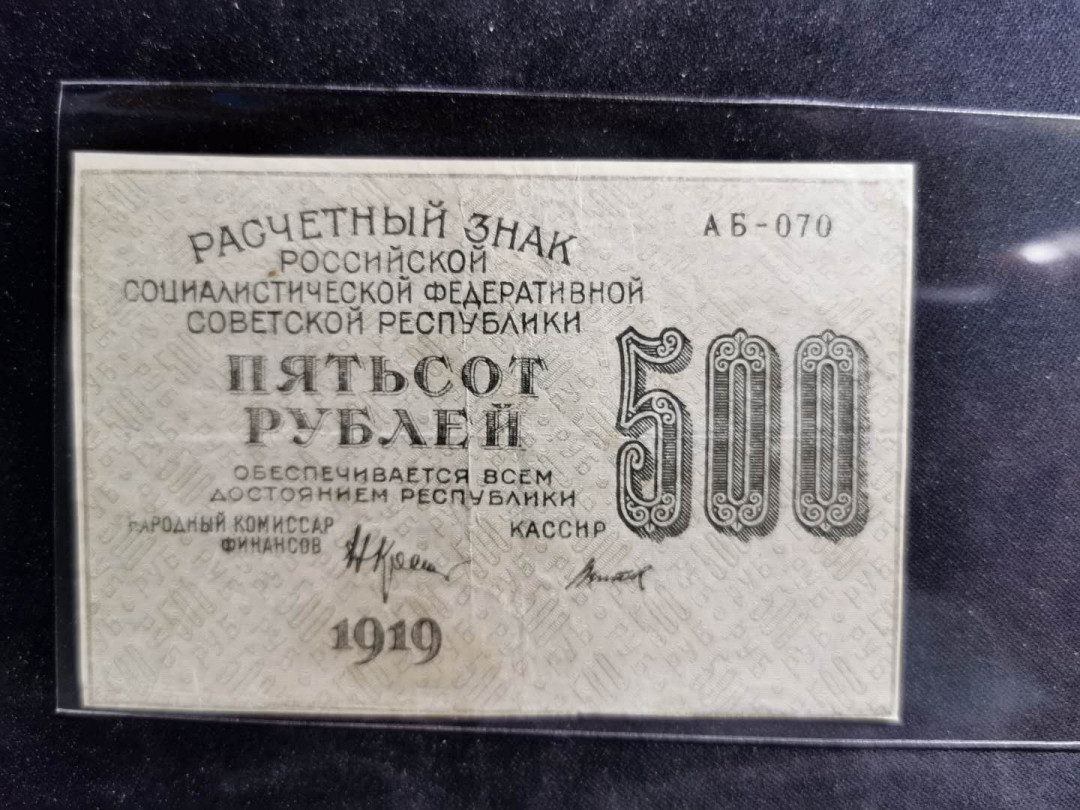 РАСЧЕТНЫЙ ЗНАК
АБ-070
РОССИЙСКОЙ
СОЦИАЛИСТИЧЕСКОЙ ФЕДЕРАТИВНОЙ
СОВЕТСКОЙ РЕСПУБЛИКИ
ПЯТЬСОТ
РУБЛЕЙ
500
ОБЕСПЕЧИВАЕТСЯ ВСЕМ
ДОСТОЯНИЕМ РЕСПУБЛИКИ
НАРОДНЫЙ КОМИССАР
ФИНАНСОВ
КАССИР
1919